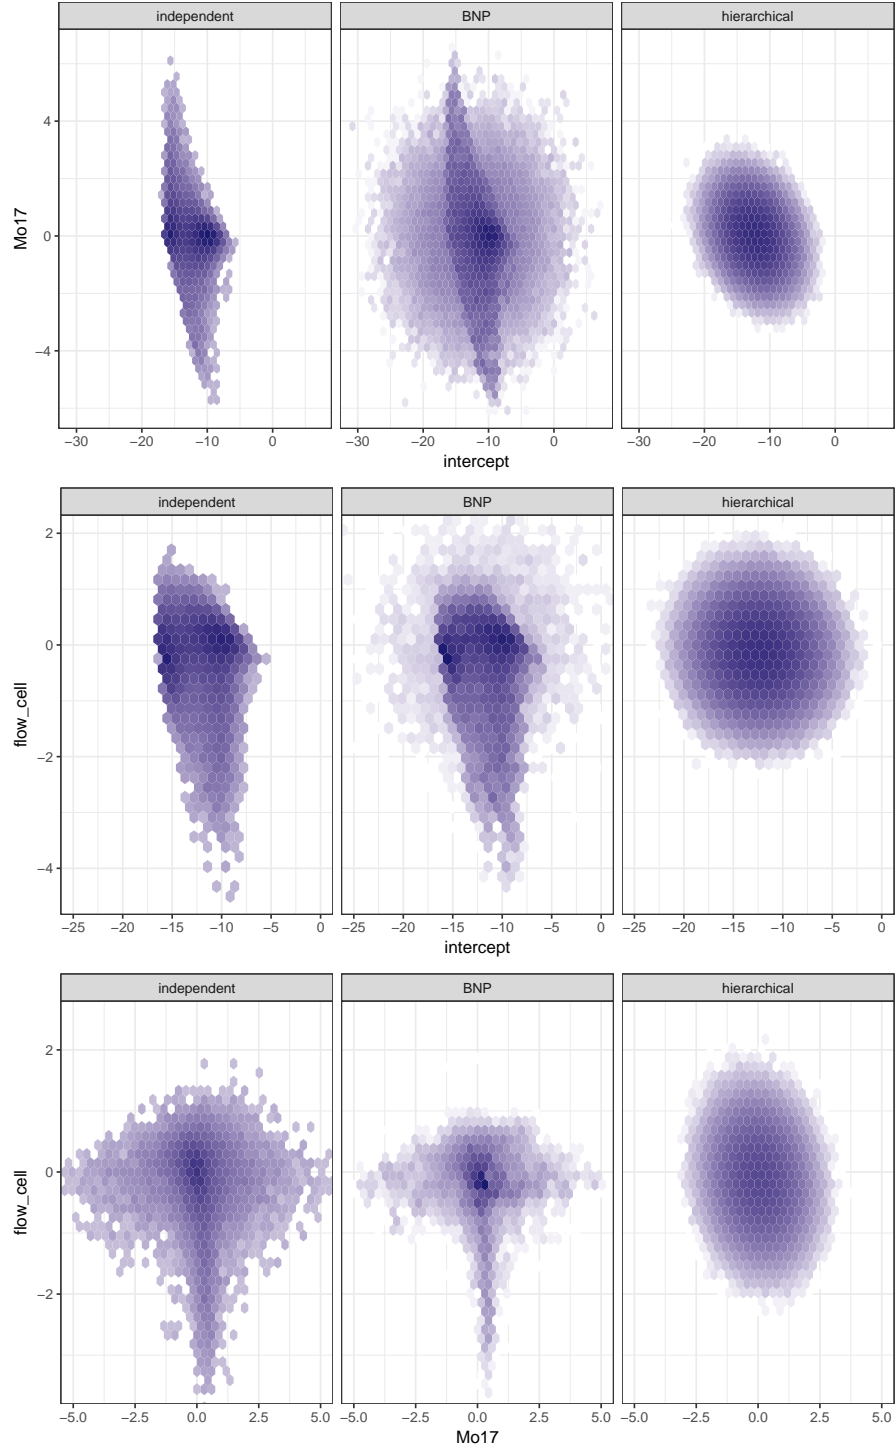 independent BNP hierarchical
4
0
−4
Mo17
−30 −20 −10 0 −30 −20 −10 0 −30 −20 −10 0
intercept
independent BNP hierarchical
2
0
−2
−4
flow_cell
−25 −20 −15 −10 −5 0 −25 −20 −15 −10 −5 0 −25 −20 −15 −10 −5 0
intercept
independent BNP hierarchical
2
0
−2
flow_cell
−5.0 −2.5 0.0 2.5 5.0 −5.0 −2.5 0.0 2.5 5.0 −5.0 −2.5 0.0 2.5 5.0
Mo17